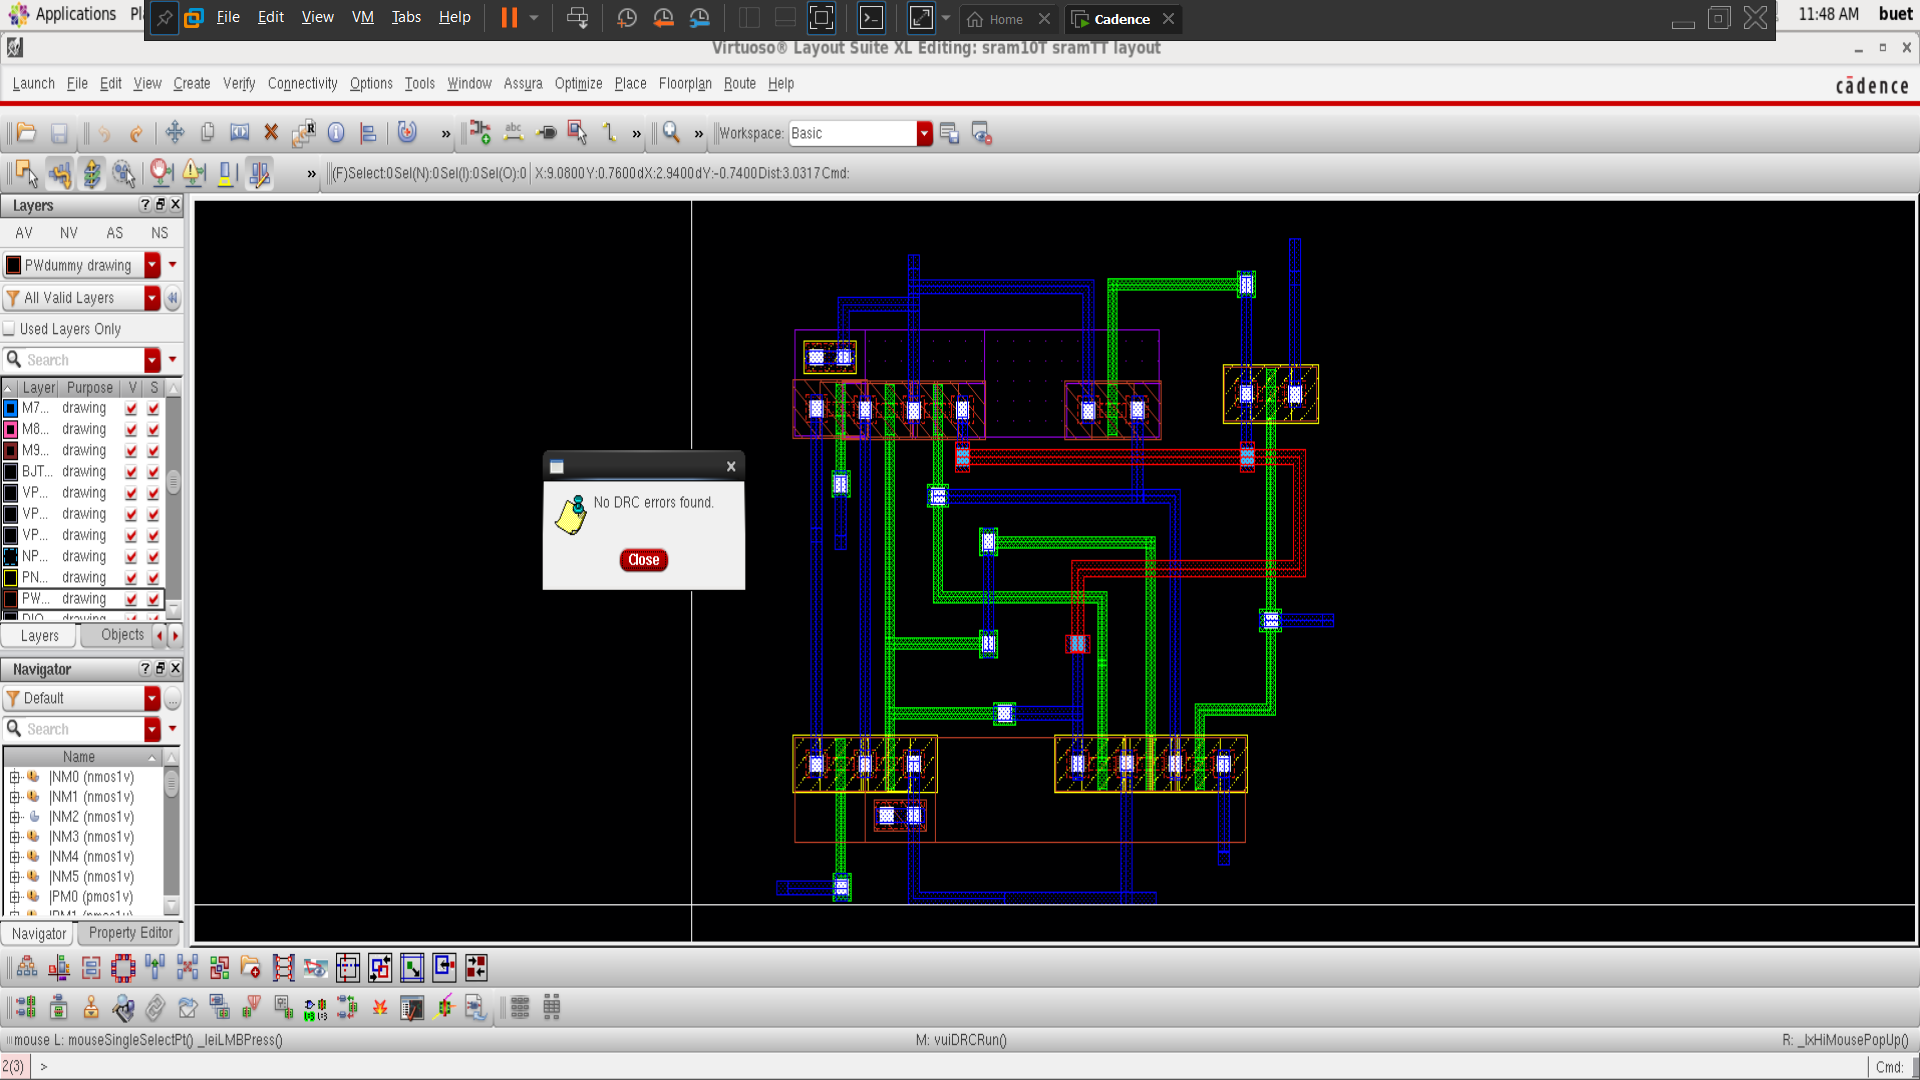 Applications Pl
File Edit View VM Tabs Help
Home
Cadence
11:48 AM buet
Virtuoso® Layout Suite XL Editing: sram10T sramTT layout
Launch File Edit View Create Verify Connectivity Options Tools Window Assura Optimize Place Floorplan Route Help
cādence
abc
»
»
»
Workspace: Basic
»
(F)Select:0 Sel(N):0 Sel(I):0 Sel(O):0 X:9.0800 Y:0.7600 dX:2.9400 dY:-0.7400 Dist:3.0317 Cmd:
Layers
AV NV AS NS
PWdummy drawing
All Valid Layers
Used Layers Only
Search
Layer Purpose V S
M7... drawing
M8... drawing
M9... drawing
BJT... drawing
VP... drawing
VP... drawing
VP... drawing
NP... drawing
PN... drawing
PW... drawing
DIO... drawing
Layers Objects
Navigator
Default
Search
Name
|NM0 (nmos1v)
|NM1 (nmos1v)
|NM2 (nmos1v)
|NM3 (nmos1v)
|NM4 (nmos1v)
|NM5 (nmos1v)
|PM0 (pmos1v)
|PM1 (pmos1v)
Navigator Property Editor
No DRC errors found.
Close
mouse L: mouseSingleSelectPt() _leiLMBPress()
M: vuiDRCRun()
R: _lxHiMousePopUp()
2(3) >
Cmd: